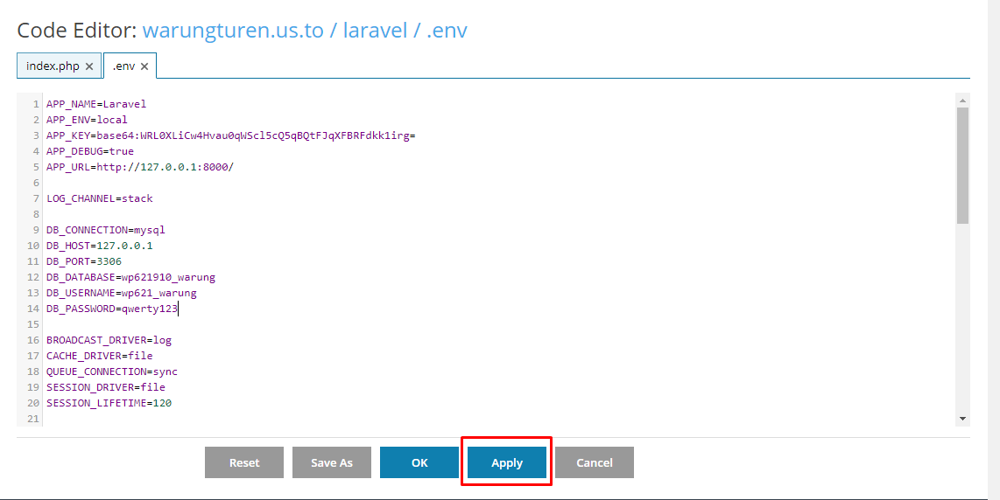 Code Editor: warungturen.us.to / laravel / .env
index.php × .env ×
1 APP_NAME=Laravel
2 APP_ENV=local
3 APP_KEY=base64:WRL0XLiCw4Hvau0qWScl5cQ5qBQtFJqXFBRFdkk1irg=
4 APP_DEBUG=true
5 APP_URL=http://127.0.0.1:8000/
6
7 LOG_CHANNEL=stack
8
9 DB_CONNECTION=mysql
10 DB_HOST=127.0.0.1
11 DB_PORT=3306
12 DB_DATABASE=wp621910_warung
13 DB_USERNAME=wp621_warung
14 DB_PASSWORD=qwerty123
15
16 BROADCAST_DRIVER=log
17 CACHE_DRIVER=file
18 QUEUE_CONNECTION=sync
19 SESSION_DRIVER=file
20 SESSION_LIFETIME=120
21
Reset Save As OK Apply Cancel